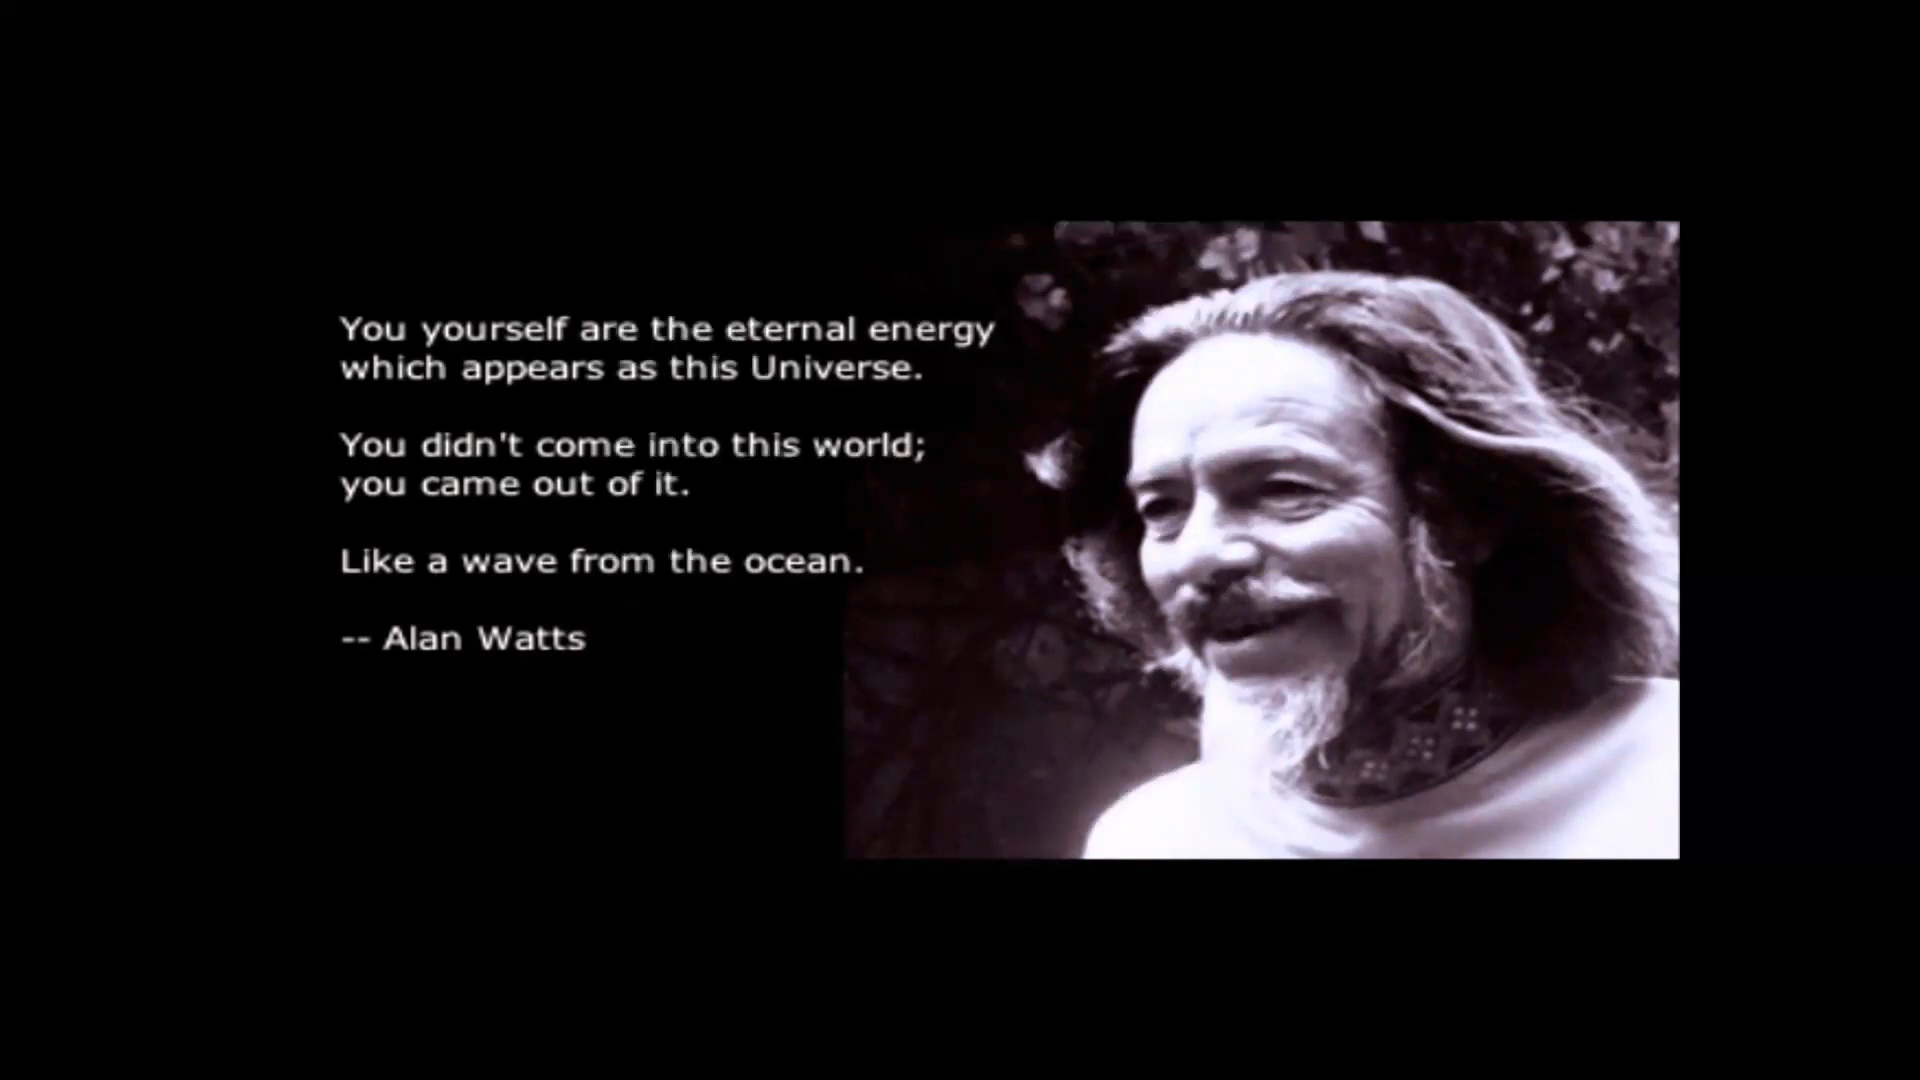 You yourself are the eternal energy
which appears as this Universe.
You didn't come into this world;
you came out of it.
Like a wave from the ocean.
-- Alan Watts